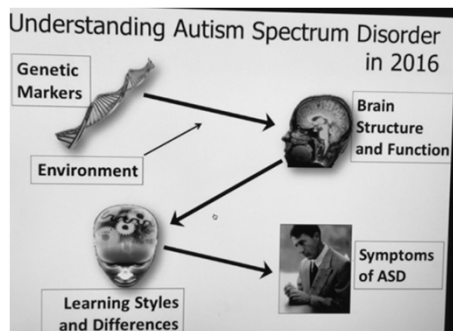 Understanding Autism Spectrum Disorder
in 2016
Genetic
Markers
Brain
Structure
and Function
Environment
Symptoms
of ASD
Learning Styles
and Differences